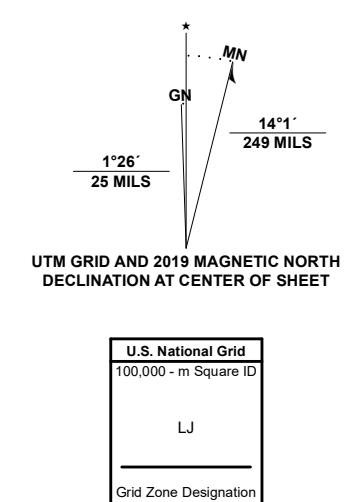 MN
GN
14°1´
249 MILS
1°26´
25 MILS
UTM GRID AND 2019 MAGNETIC NORTH
DECLINATION AT CENTER OF SHEET
U.S. National Grid
100,000 - m Square ID
LJ
Grid Zone Designation